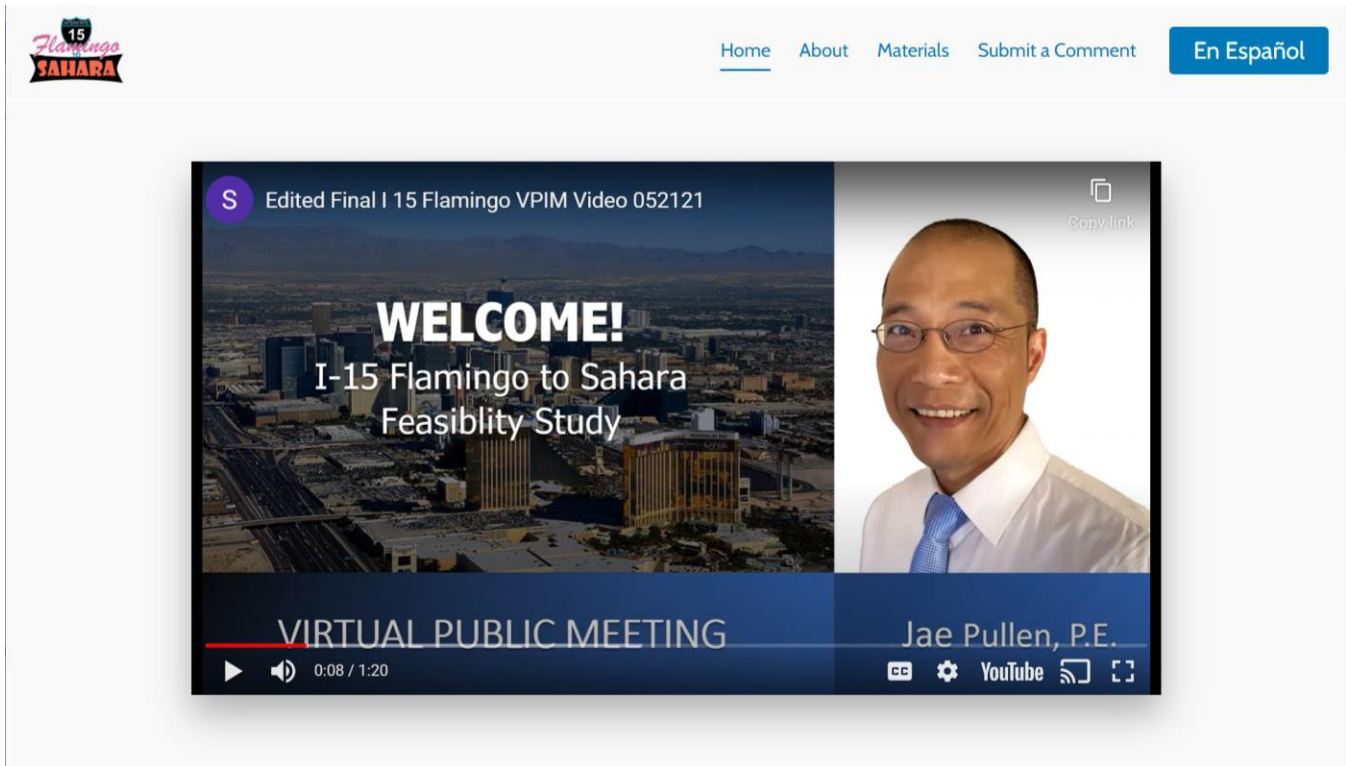 15
Flamingo
SAHARA
Home About Materials Submit a Comment En Español
S Edited Final I 15 Flamingo VPIM Video 052121
Copy link
WELCOME!
I-15 Flamingo to Sahara
Feasiblity Study
VIRTUAL PUBLIC MEETING
Jae Pullen, P.E.
0:08 / 1:20
CC YouTube